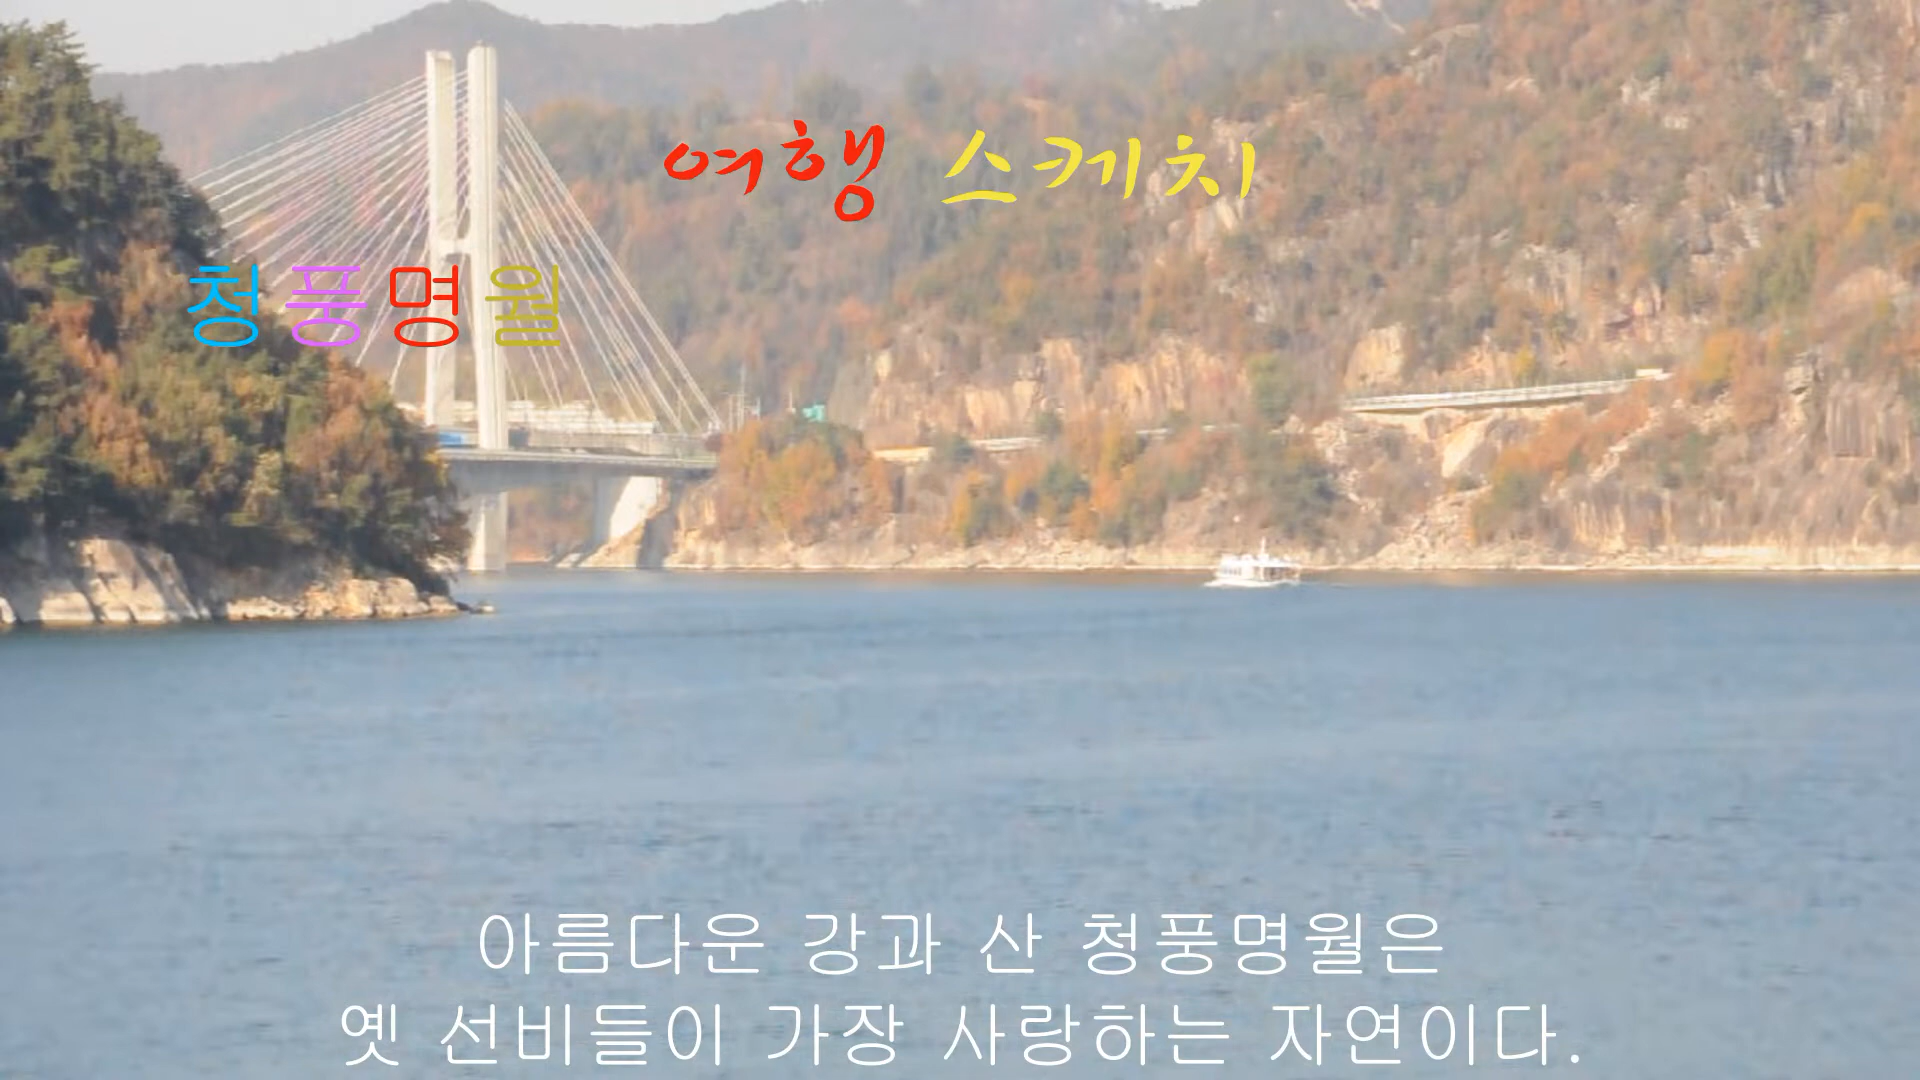 여행 스케치
청풍명월
아름다운 강과 산 청풍명월은
옛 선비들이 가장 사랑하는 자연이다.